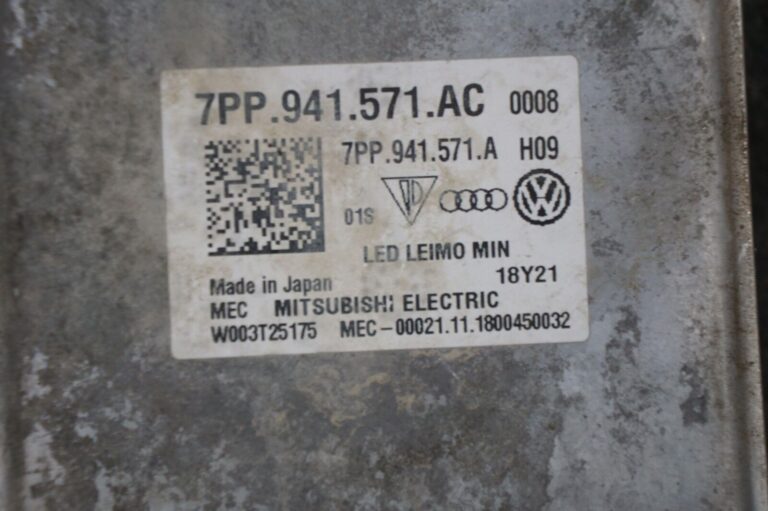 7PP.941.571.AC 0008
7PP.941.571.A H09
01S
LED LEIMO MIN
Made in Japan 18Y21
MEC MITSUBISHI ELECTRIC
W003T25175 MEC-00021.11.1800450032